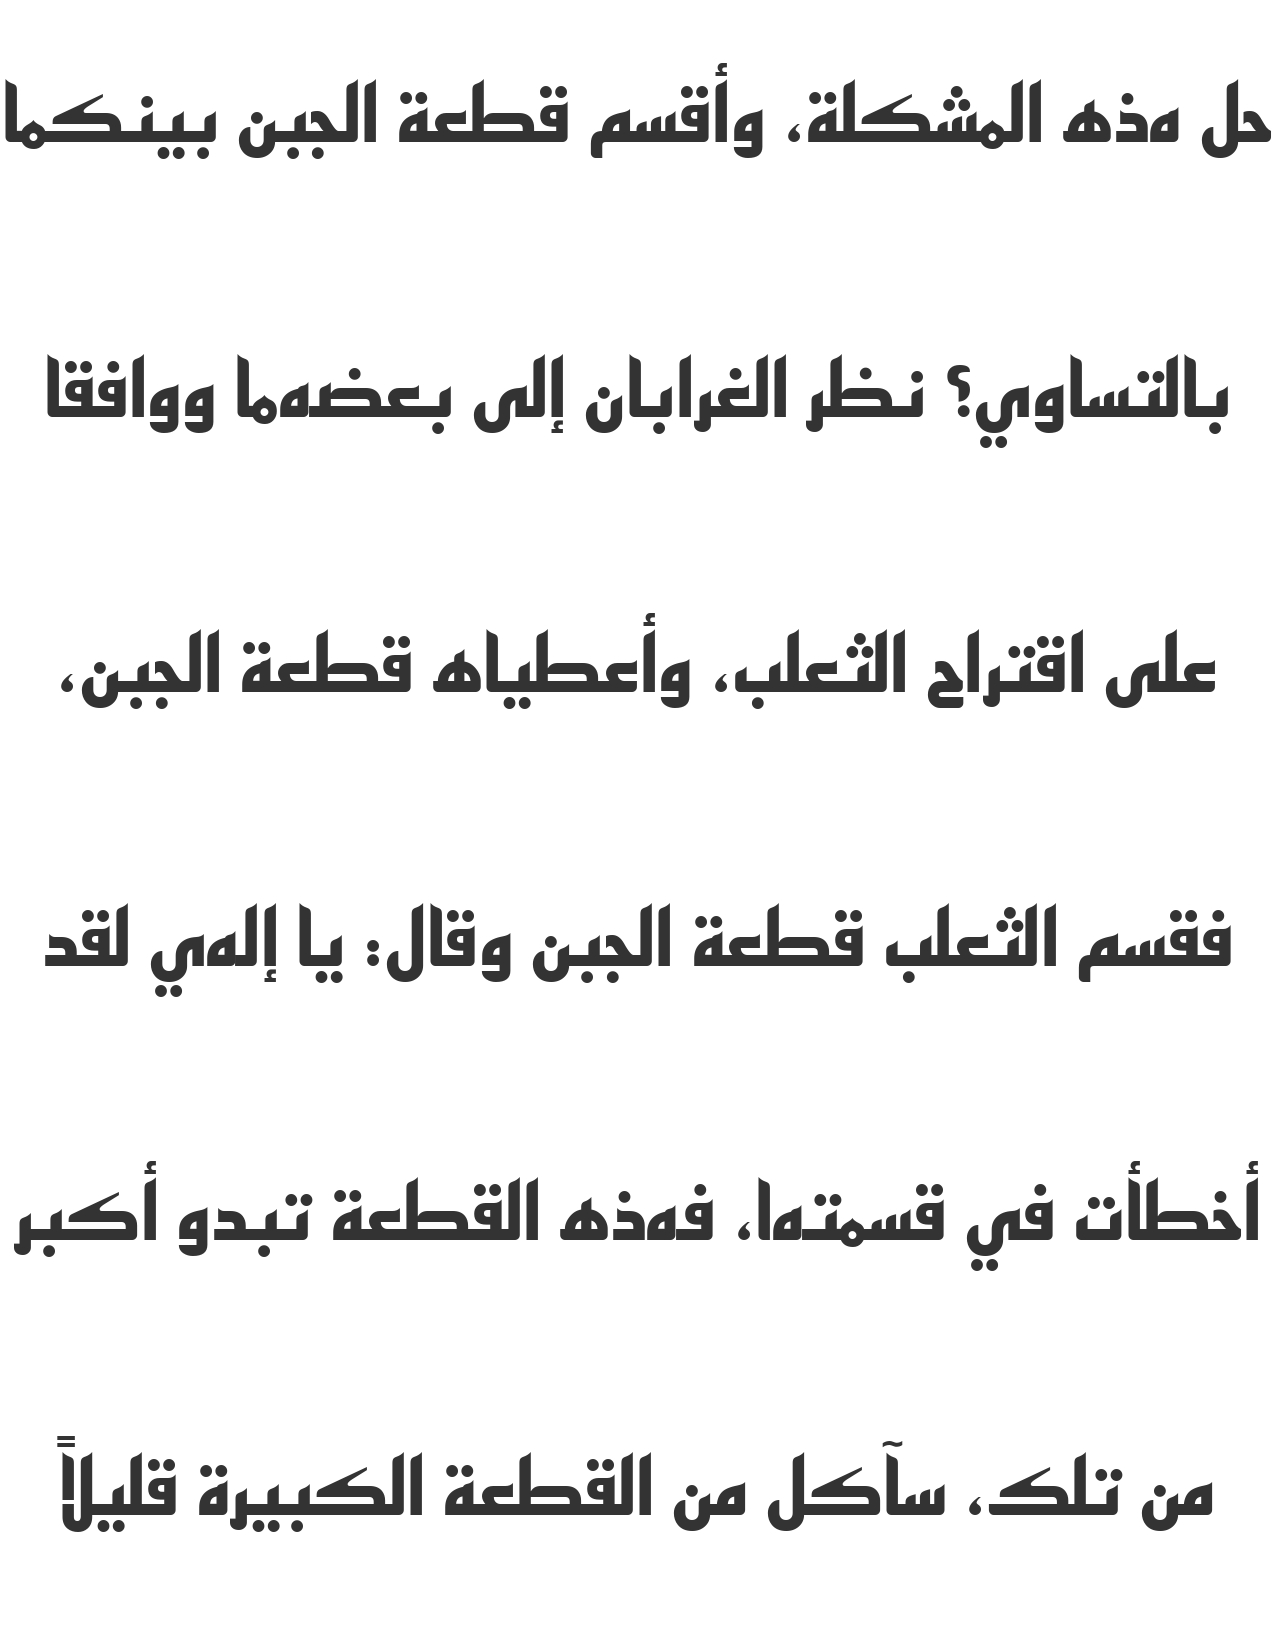 حل هذه المشكلة، وأقسم قطعة الجبن بينكما
بالتساوي؟ نظر الغرابان إلى بعضهما ووافقا
على اقتراح الثعلب، وأعطياه قطعة الجبن،
فقسم الثعلب قطعة الجبن وقال: يا إلهي لقد
أخطأت في قسمتها، فهذه القطعة تبدو أكبر
من تلك، سآكل من القطعة الكبيرة قليلاً